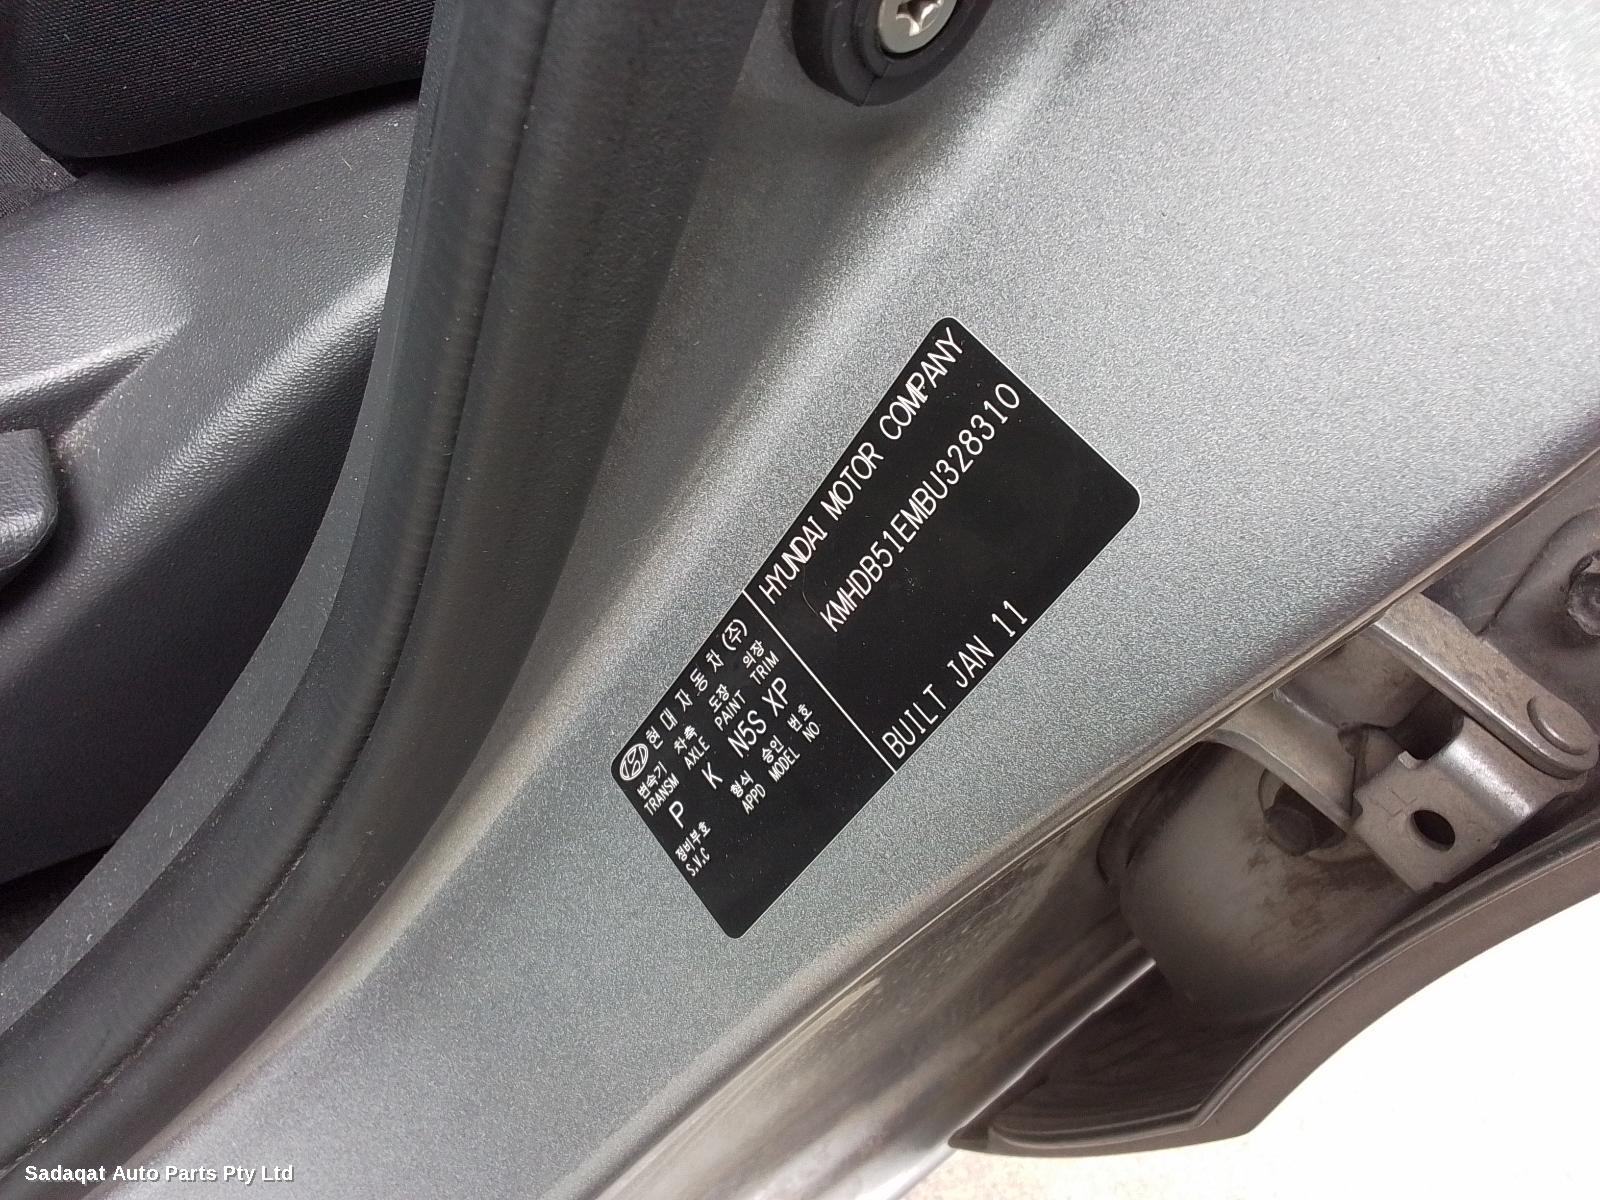 현대자동차(주)
변속기 차축 도장 의장
TRANSM AXLE PAINT TRIM
P K N5S XP
정비부호 형식 승인 번호
S.V.C APPD MODEL NO
HYUNDAI MOTOR COMPANY
KMHDB51EMBU328310
BUILT JAN 11
Sadaqat Auto Parts Pty Ltd